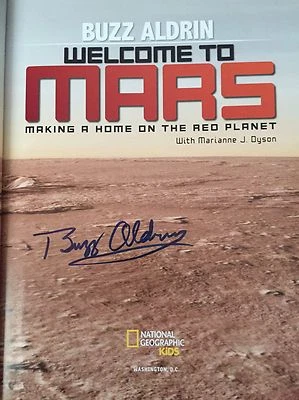 BUZZ ALDRIN
WELCOME TO
MARS
MAKING A HOME ON THE RED PLANET
With Marianne J. Dyson
Buzz Aldrin
NATIONAL
GEOGRAPHIC
KIDS
WASHINGTON, D.C.